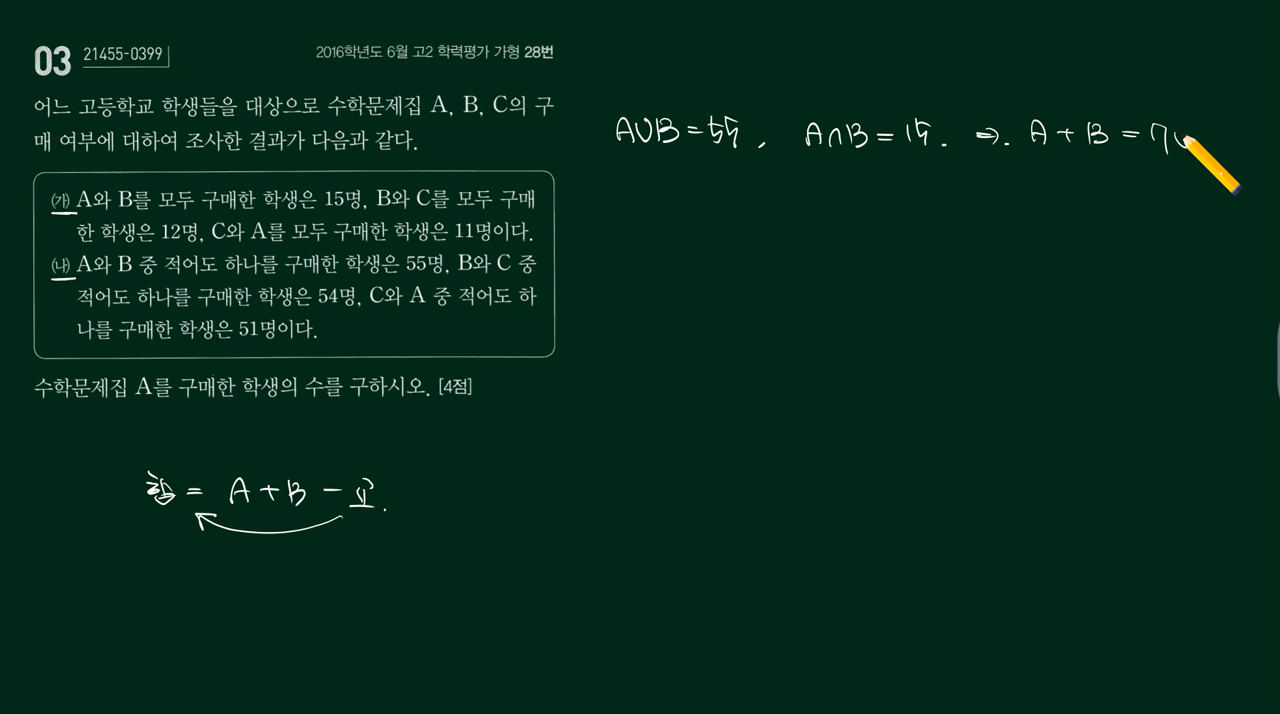 03 21455-0399
2016학년도 6월 고2 학력평가 가형 28번
어느 고등학교 학생들을 대상으로 수학문제집 A, B, C의 구
매 여부에 대하여 조사한 결과가 다음과 같다.
㈎ A와 B를 모두 구매한 학생은 15명, B와 C를 모두 구매
한 학생은 12명, C와 A를 모두 구매한 학생은 11명이다.
㈏ A와 B 중 적어도 하나를 구매한 학생은 55명, B와 C 중
적어도 하나를 구매한 학생은 54명, C와 A 중 적어도 하
나를 구매한 학생은 51명이다.
수학문제집 A를 구매한 학생의 수를 구하시오. [4점]
합 = A + B - 교.
A∪B = 55, A∩B = 15. ⇒. A + B = 70